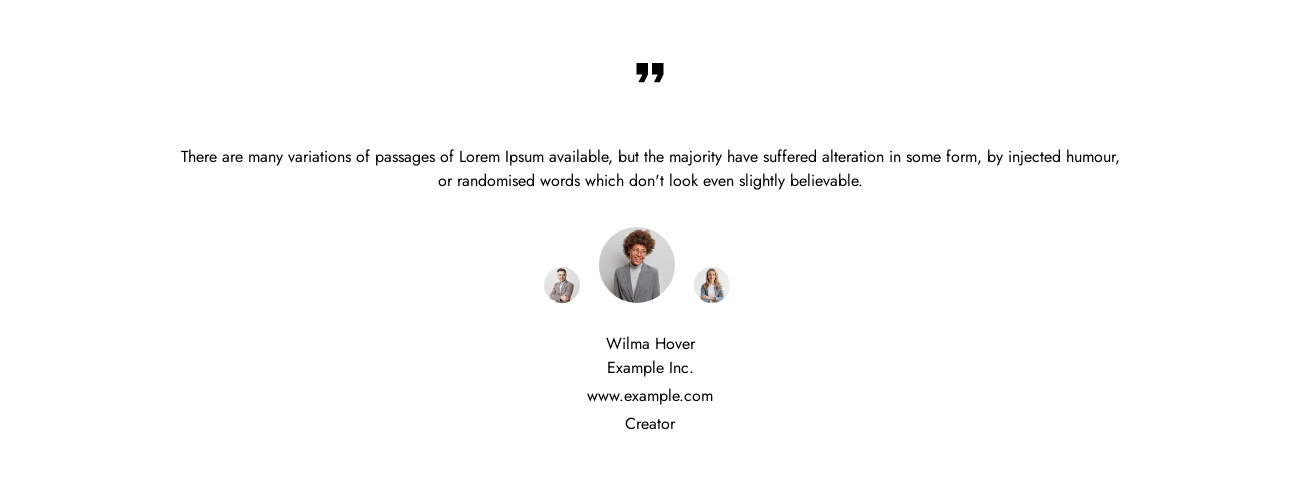 ”
There are many variations of passages of Lorem Ipsum available, but the majority have suffered alteration in some form, by injected humour,
or randomised words which don't look even slightly believable.
Wilma Hover
Example Inc.
www.example.com
Creator